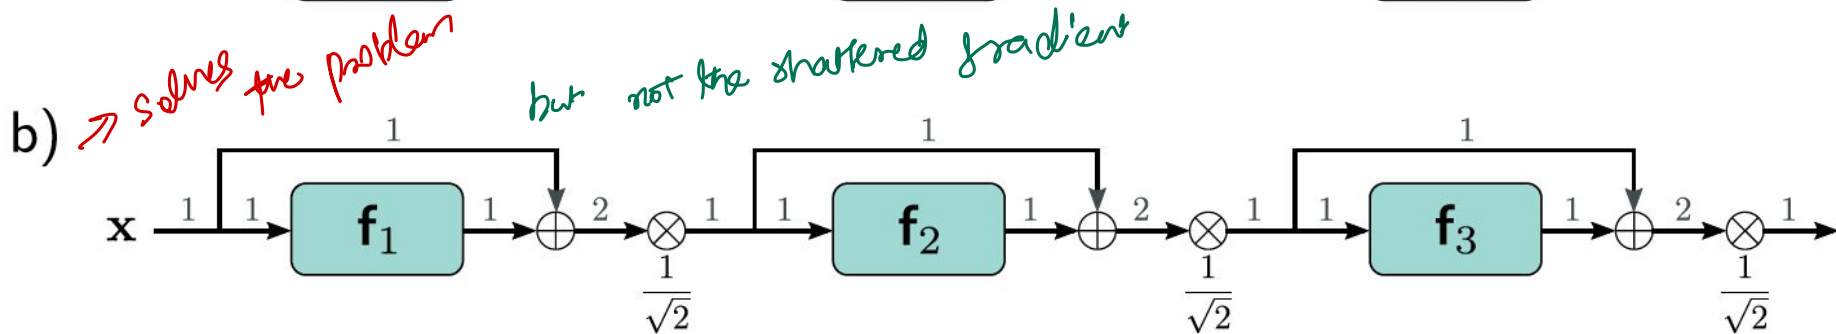 → solves the problem
but not the shattered gradient
b)
1 1 1
x 1 1 f₁ 1 ⊕ 2 ⊗ 1 1 f₂ 1 ⊕ 2 ⊗ 1 1 f₃ 1 ⊕ 2 ⊗ 1
1/√2 1/√2 1/√2